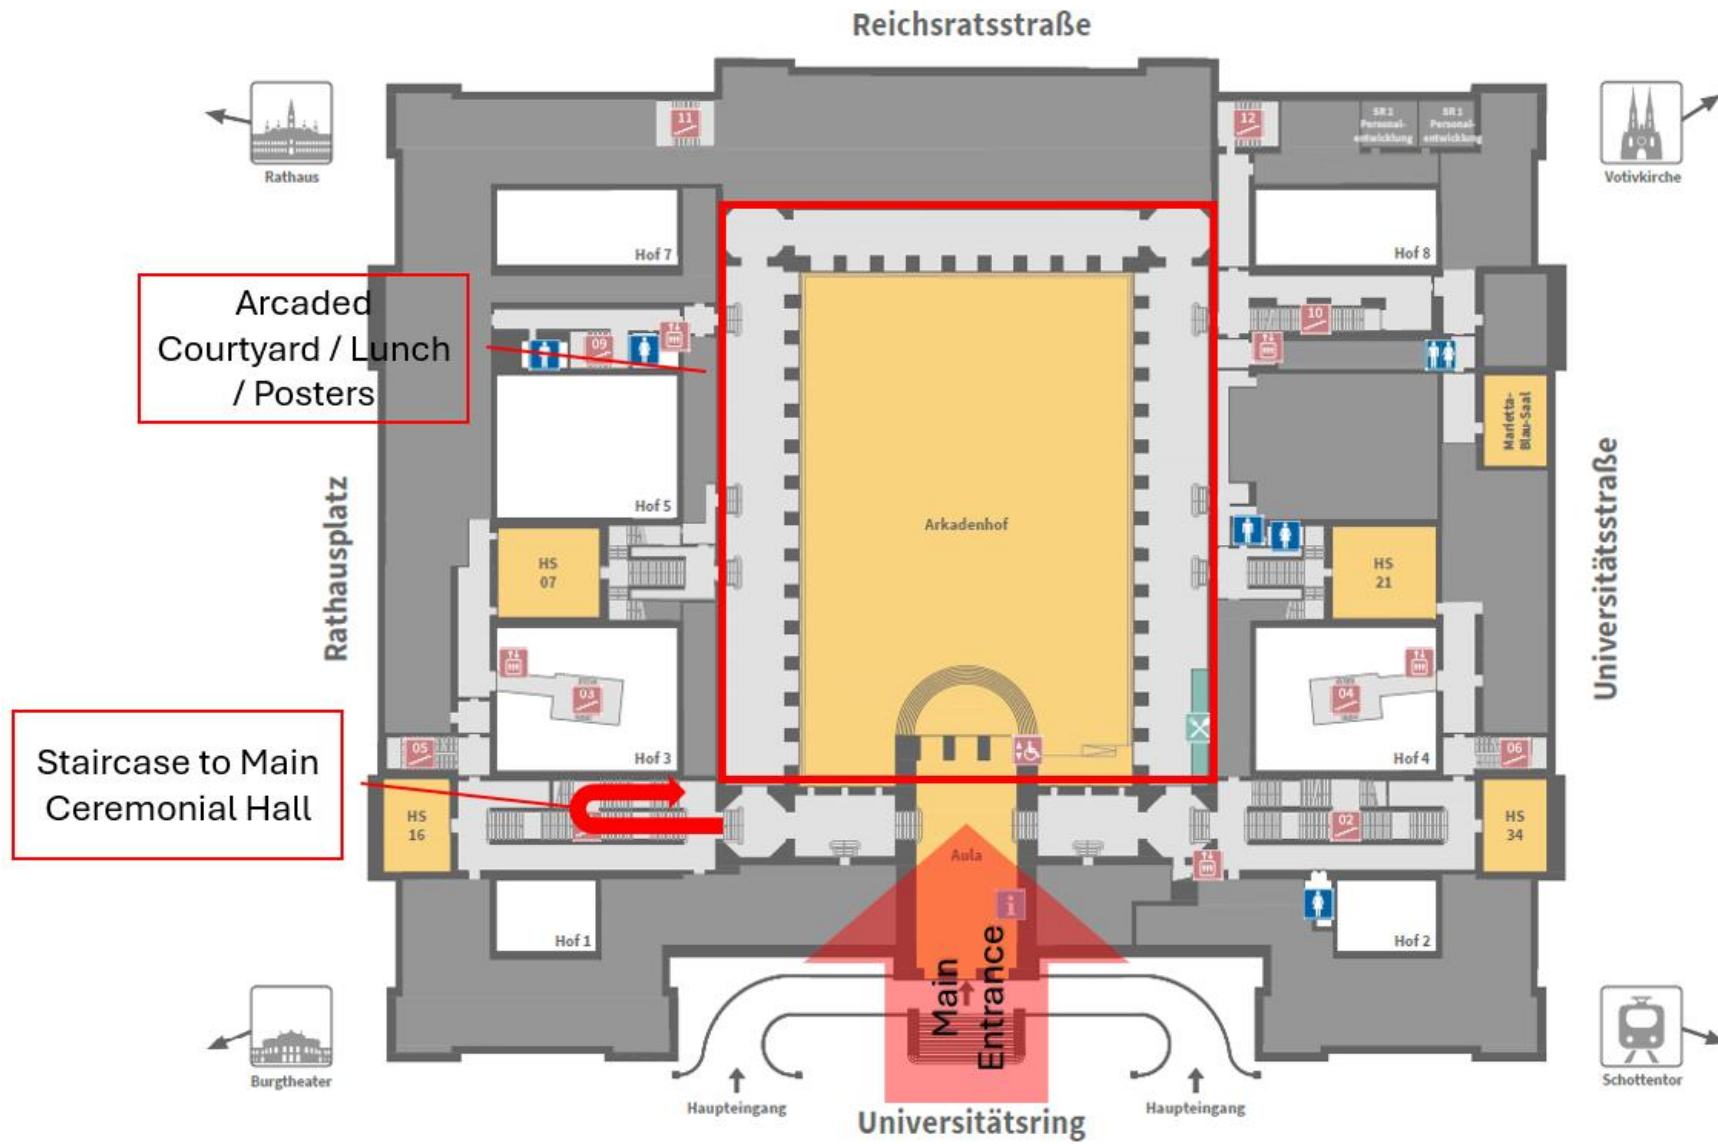 Reichsratsstraße
11
12
SR 2
Personal-
entwicklung
SR 1
Personal-
entwicklung
Rathaus
Votivkirche
Hof 7
Hof 8
Arcaded
Courtyard / Lunch
/ Posters
09
10
Marietta-
Blau-Saal
Rathausplatz
Universitätsstraße
Hof 5
Arkadenhof
HS
07
HS
21
03
04
Staircase to Main
Ceremonial Hall
05
06
Hof 3
Hof 4
HS
16
02
HS
34
Aula
Main
Entrance
Hof 1
Hof 2
Burgtheater
Schottentor
Haupteingang
Haupteingang
Universitätsring